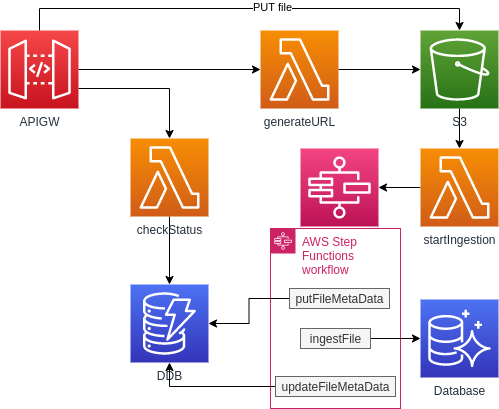 PUT file
APIGW
generateURL
S3
checkStatus
startIngestion
AWS Step
Functions
workflow
putFileMetaData
ingestFile
DDB
updateFileMetaData
Database